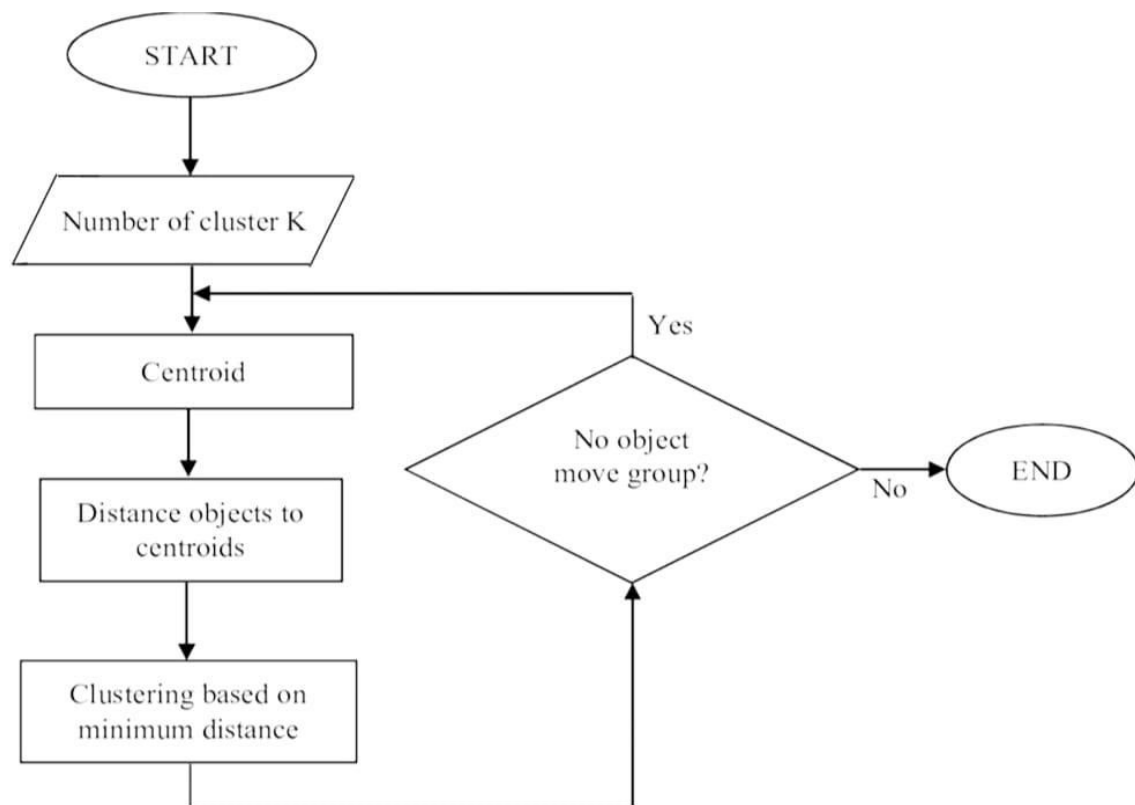 START
Number of cluster K
Centroid
Distance objects to
centroids
Clustering based on
minimum distance
No object
move group?
Yes
No
END